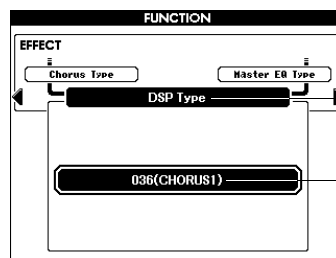 FUNCTION
EFFECT
Chorus Type
Master EQ Type
DSP Type
036(CHORUS1)